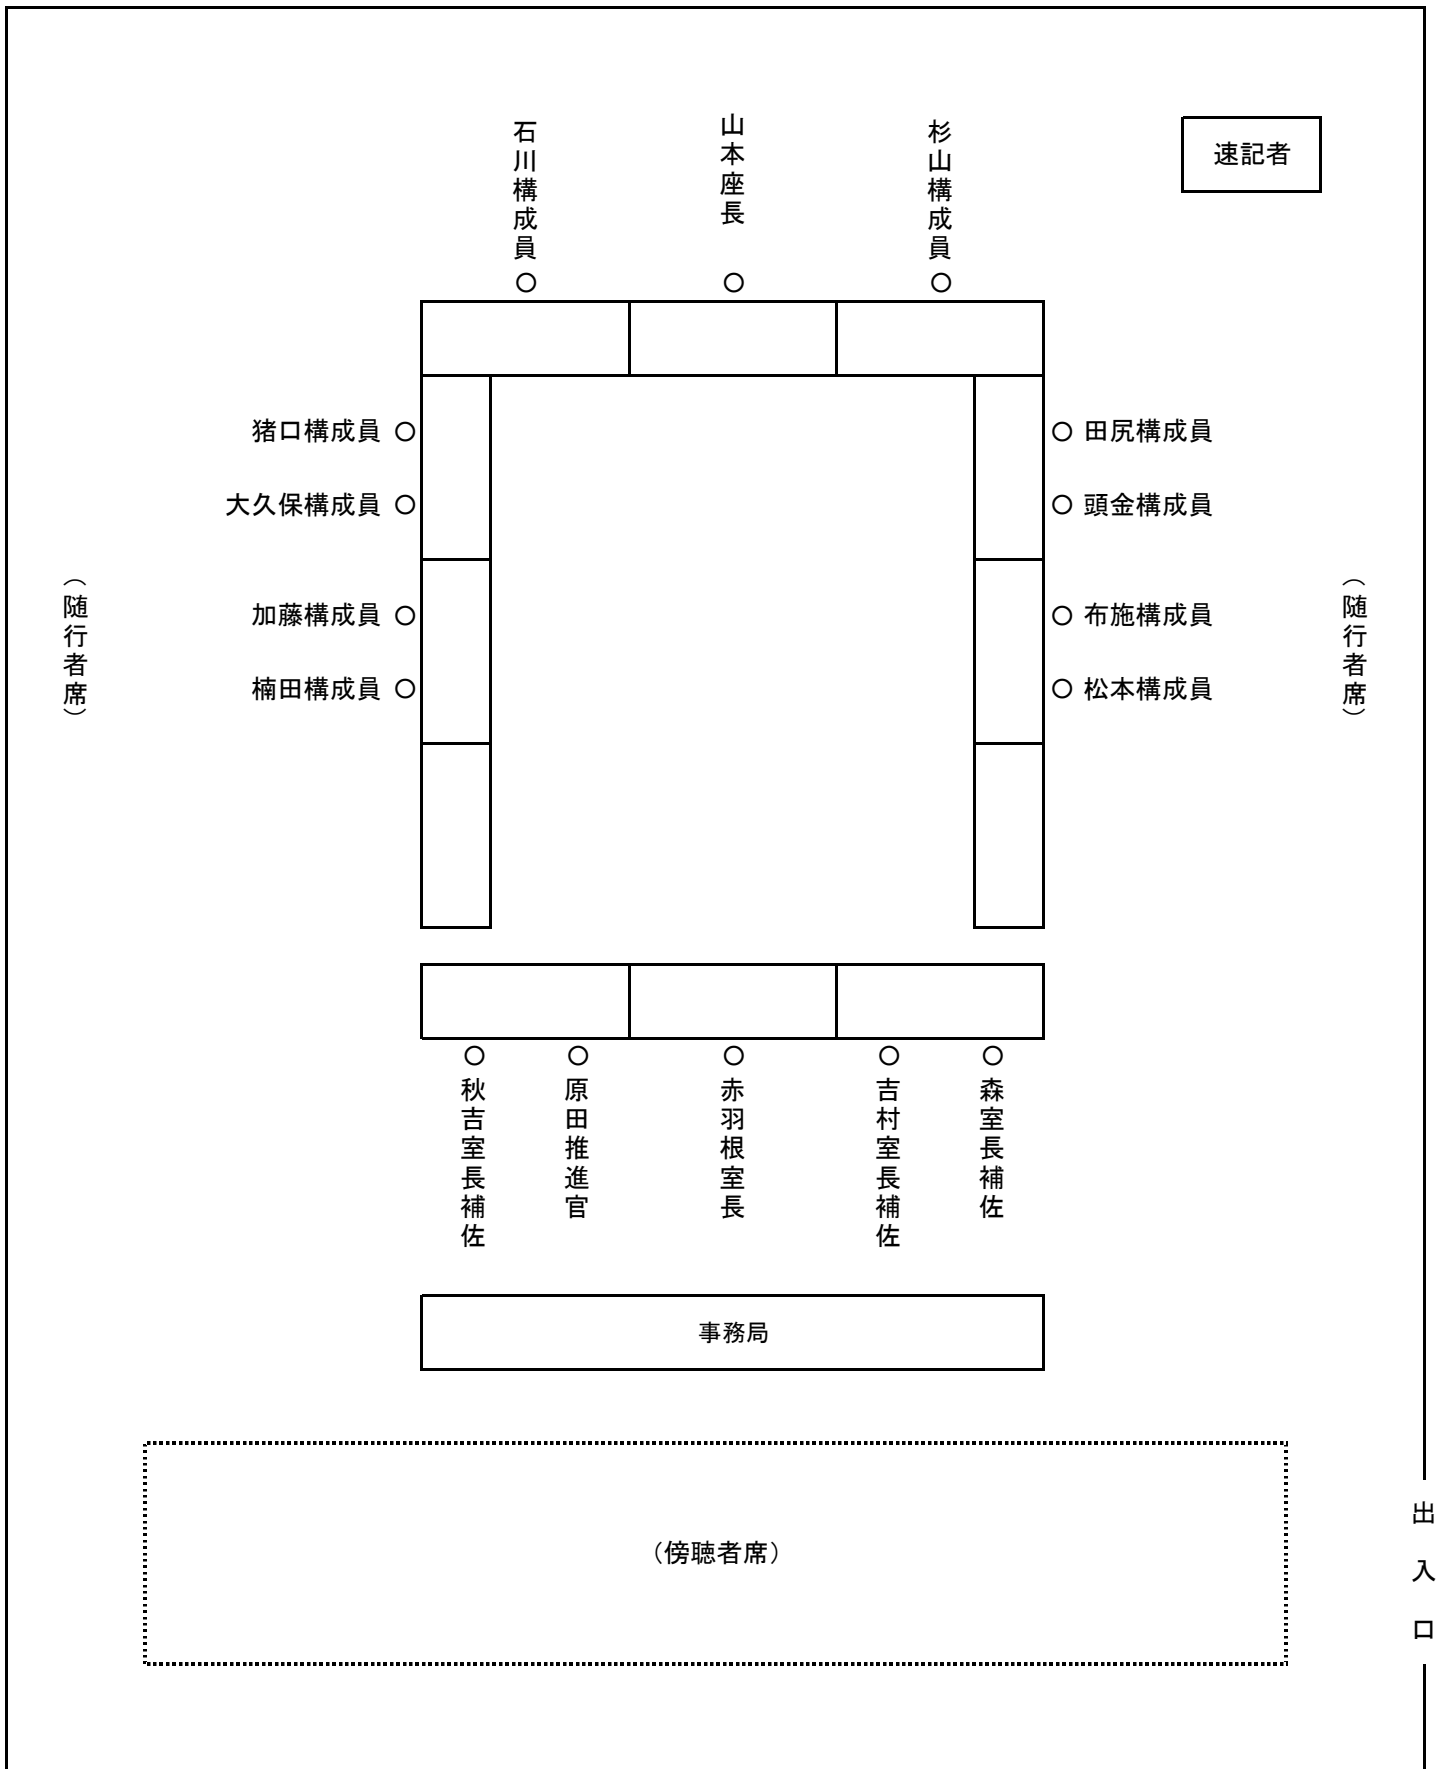 石川構成員
山本座長
杉山構成員
速記者
○
○
○
猪口構成員 ○
○ 田尻構成員
大久保構成員 ○
○ 頭金構成員
（随行者席）
（随行者席）
加藤構成員 ○
○ 布施構成員
楠田構成員 ○
○ 松本構成員
○
○
○
○
○
秋吉室長補佐
原田推進官
赤羽根室長
吉村室長補佐
森室長補佐
事務局
（傍聴者席）
出入口